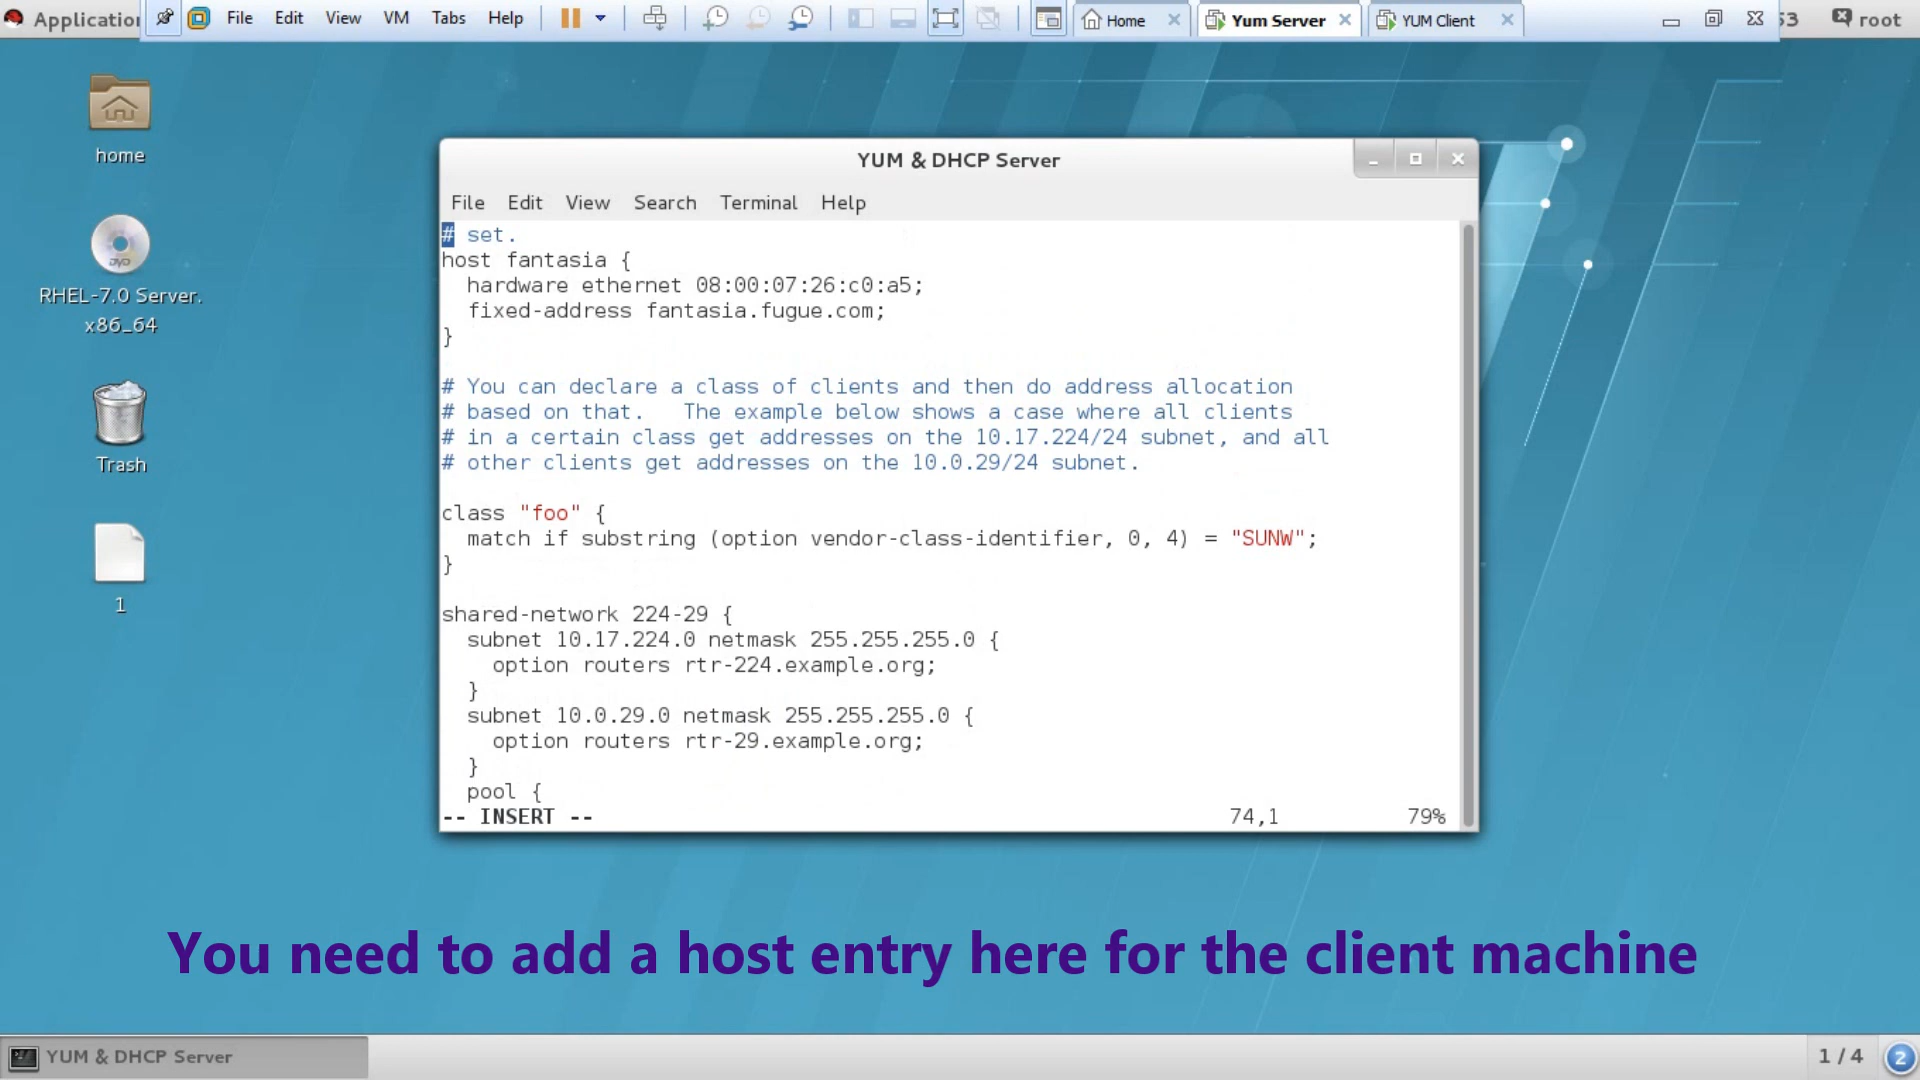 Application
File Edit View VM Tabs Help
Home
Yum Server
YUM Client
53
root
home
DVD
RHEL-7.0 Server.
x86_64
Trash
1
YUM & DHCP Server
File Edit View Search Terminal Help
# set.
host fantasia {
hardware ethernet 08:00:07:26:c0:a5;
fixed-address fantasia.fugue.com;
}
# You can declare a class of clients and then do address allocation
# based on that.   The example below shows a case where all clients
# in a certain class get addresses on the 10.17.224/24 subnet, and all
# other clients get addresses on the 10.0.29/24 subnet.
class "foo" {
match if substring (option vendor-class-identifier, 0, 4) = "SUNW";
}
shared-network 224-29 {
subnet 10.17.224.0 netmask 255.255.255.0 {
option routers rtr-224.example.org;
}
subnet 10.0.29.0 netmask 255.255.255.0 {
option routers rtr-29.example.org;
}
pool {
-- INSERT -- 74,1 79%
You need to add a host entry here for the client machine
YUM & DHCP Server
1 / 4
2